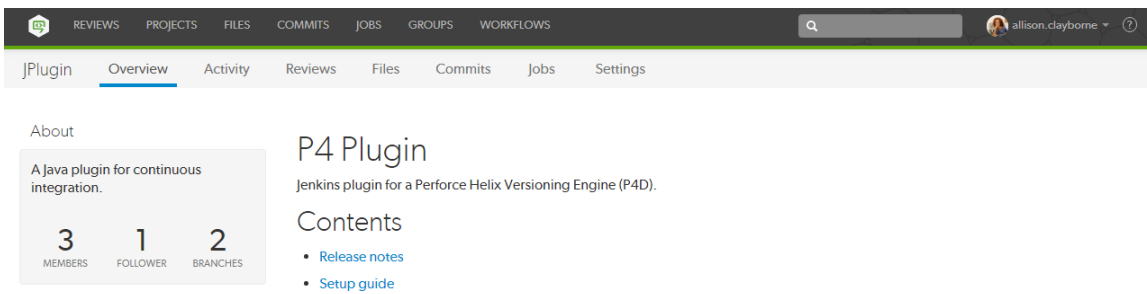 REVIEWS PROJECTS FILES COMMITS JOBS GROUPS WORKFLOWS allison.clayborne ?
JPlugin Overview Activity Reviews Files Commits Jobs Settings
About
A Java plugin for continuous
integration.
3 1 2
MEMBERS FOLLOWER BRANCHES
P4 Plugin
Jenkins plugin for a Perforce Helix Versioning Engine (P4D).
Contents
• Release notes
• Setup guide